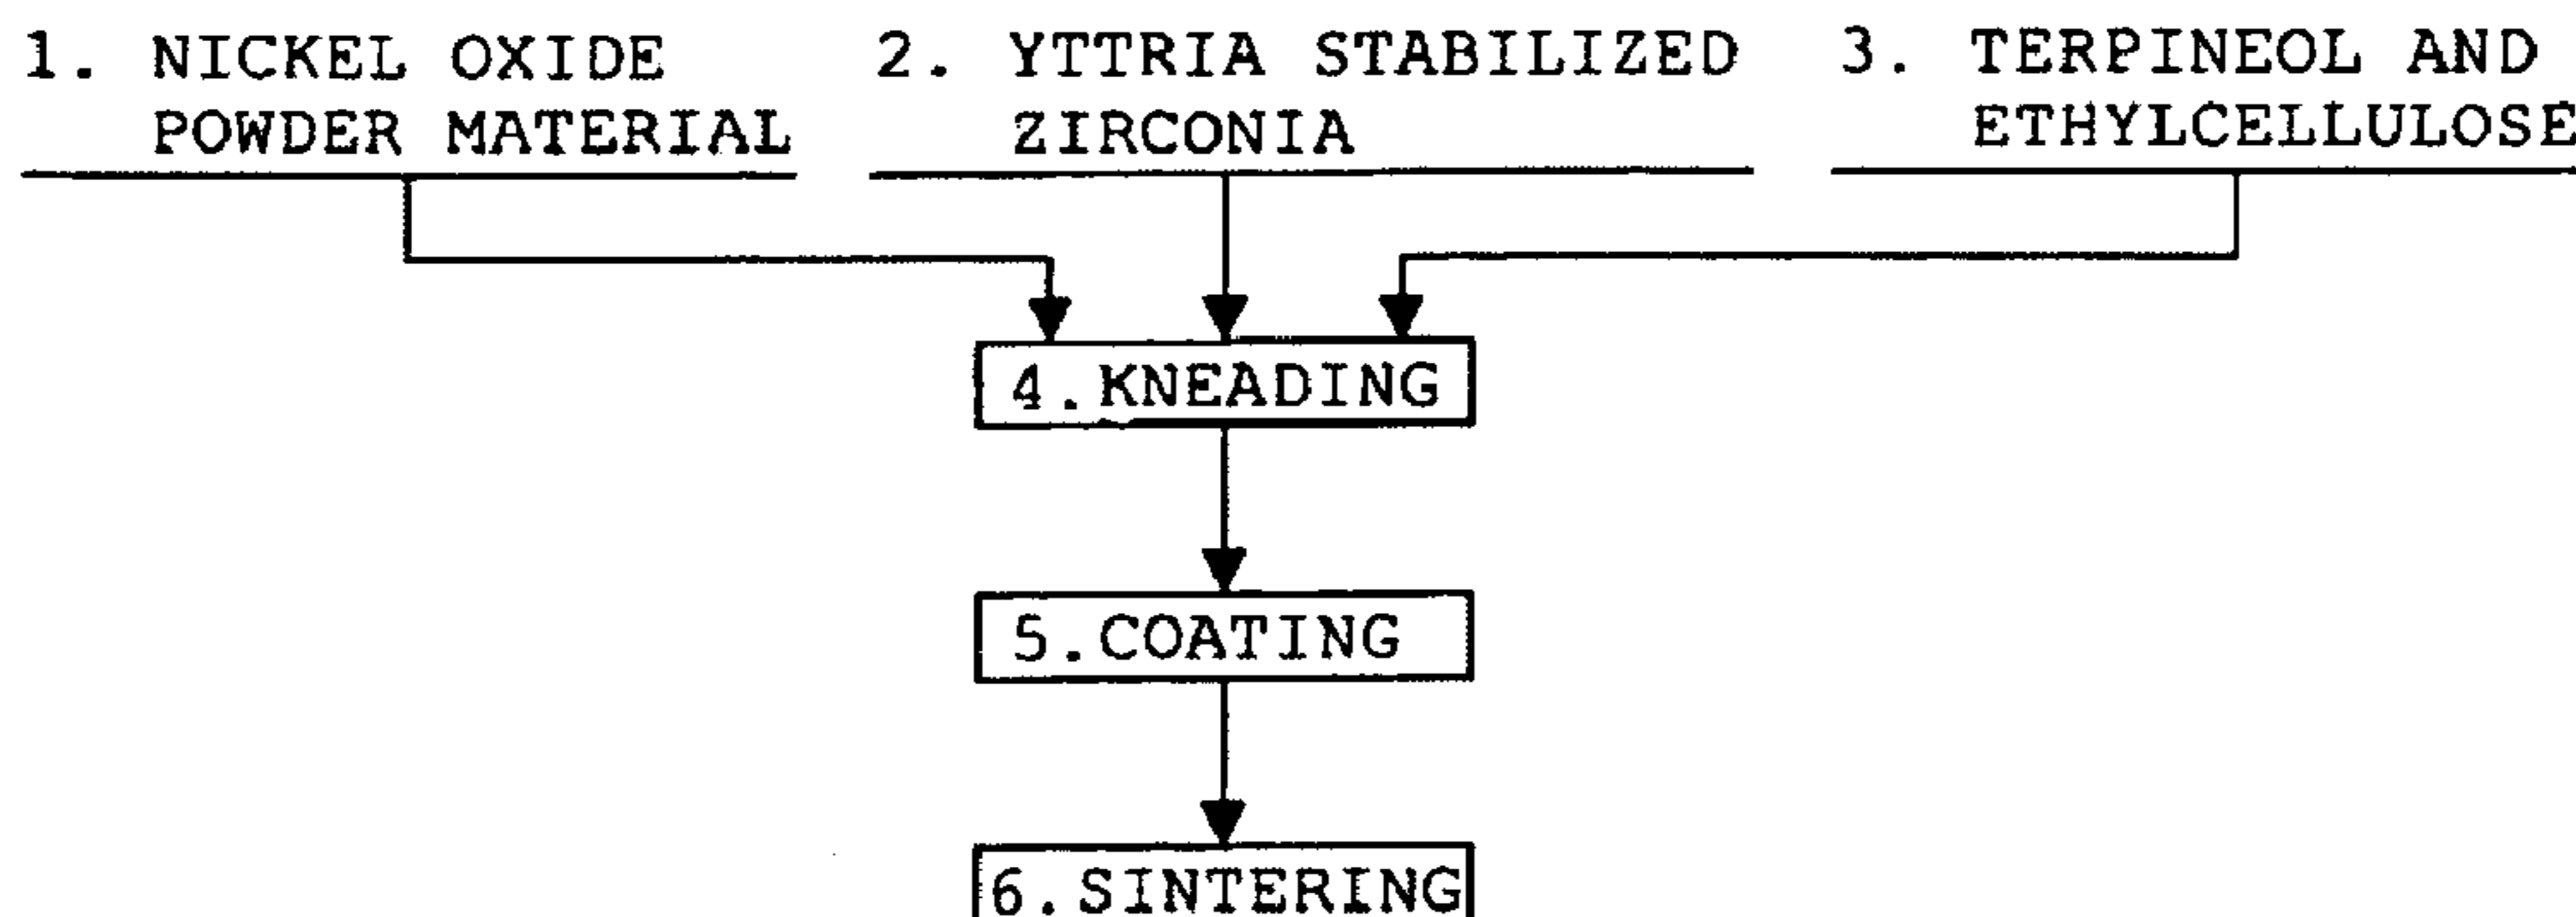 1. NICKEL OXIDE
POWDER MATERIAL
2. YTTRIA STABILIZED
ZIRCONIA
3. TERPINEOL AND
ETHYLCELLULOSE
4.KNEADING
5.COATING
6.SINTERING